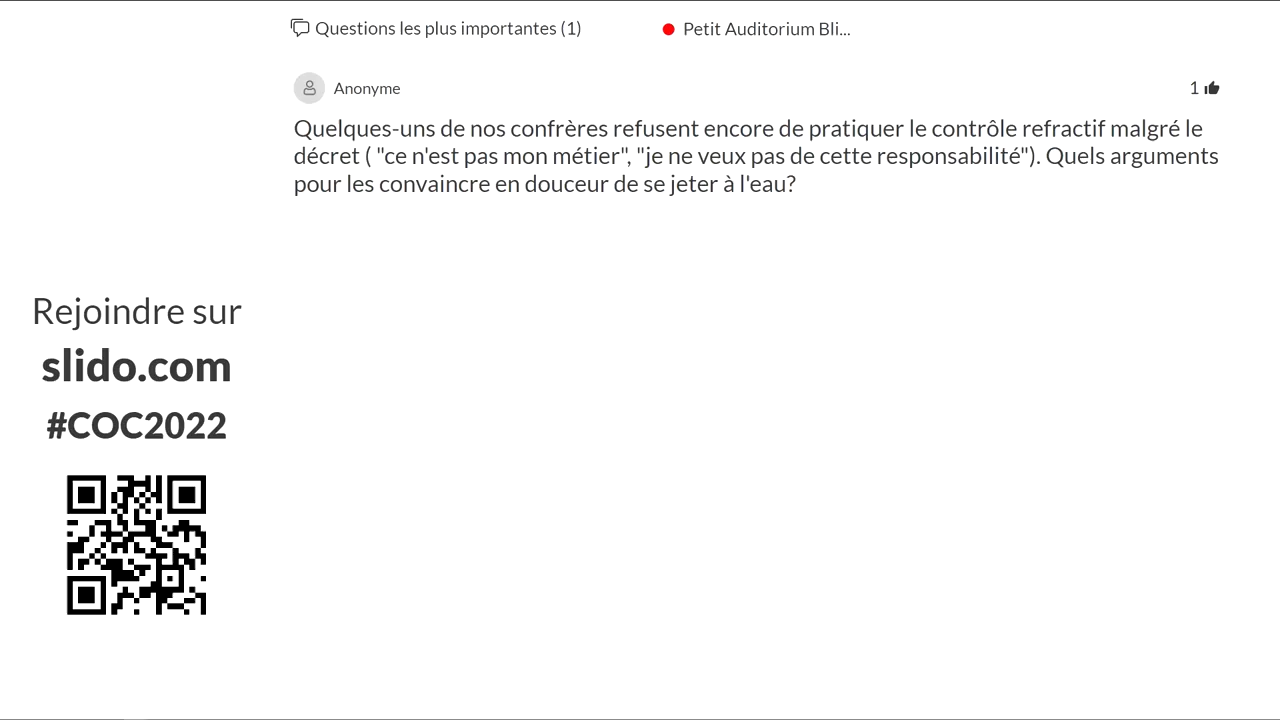 Questions les plus importantes (1)
Petit Auditorium Bli...
Anonyme
1
Quelques-uns de nos confrères refusent encore de pratiquer le contrôle refractif malgré le
décret ( "ce n'est pas mon métier", "je ne veux pas de cette responsabilité"). Quels arguments
pour les convaincre en douceur de se jeter à l'eau?
Rejoindre sur
slido.com
#COC2022